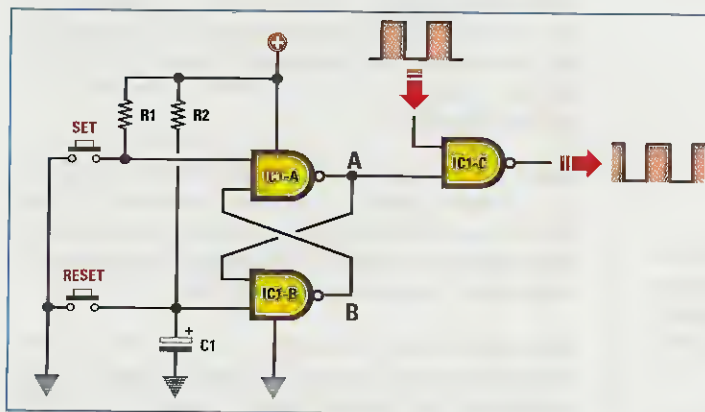 +
R1
R2
SET
IC1-A
A
IC1-C
RESET
IC1-B
B
+
C1